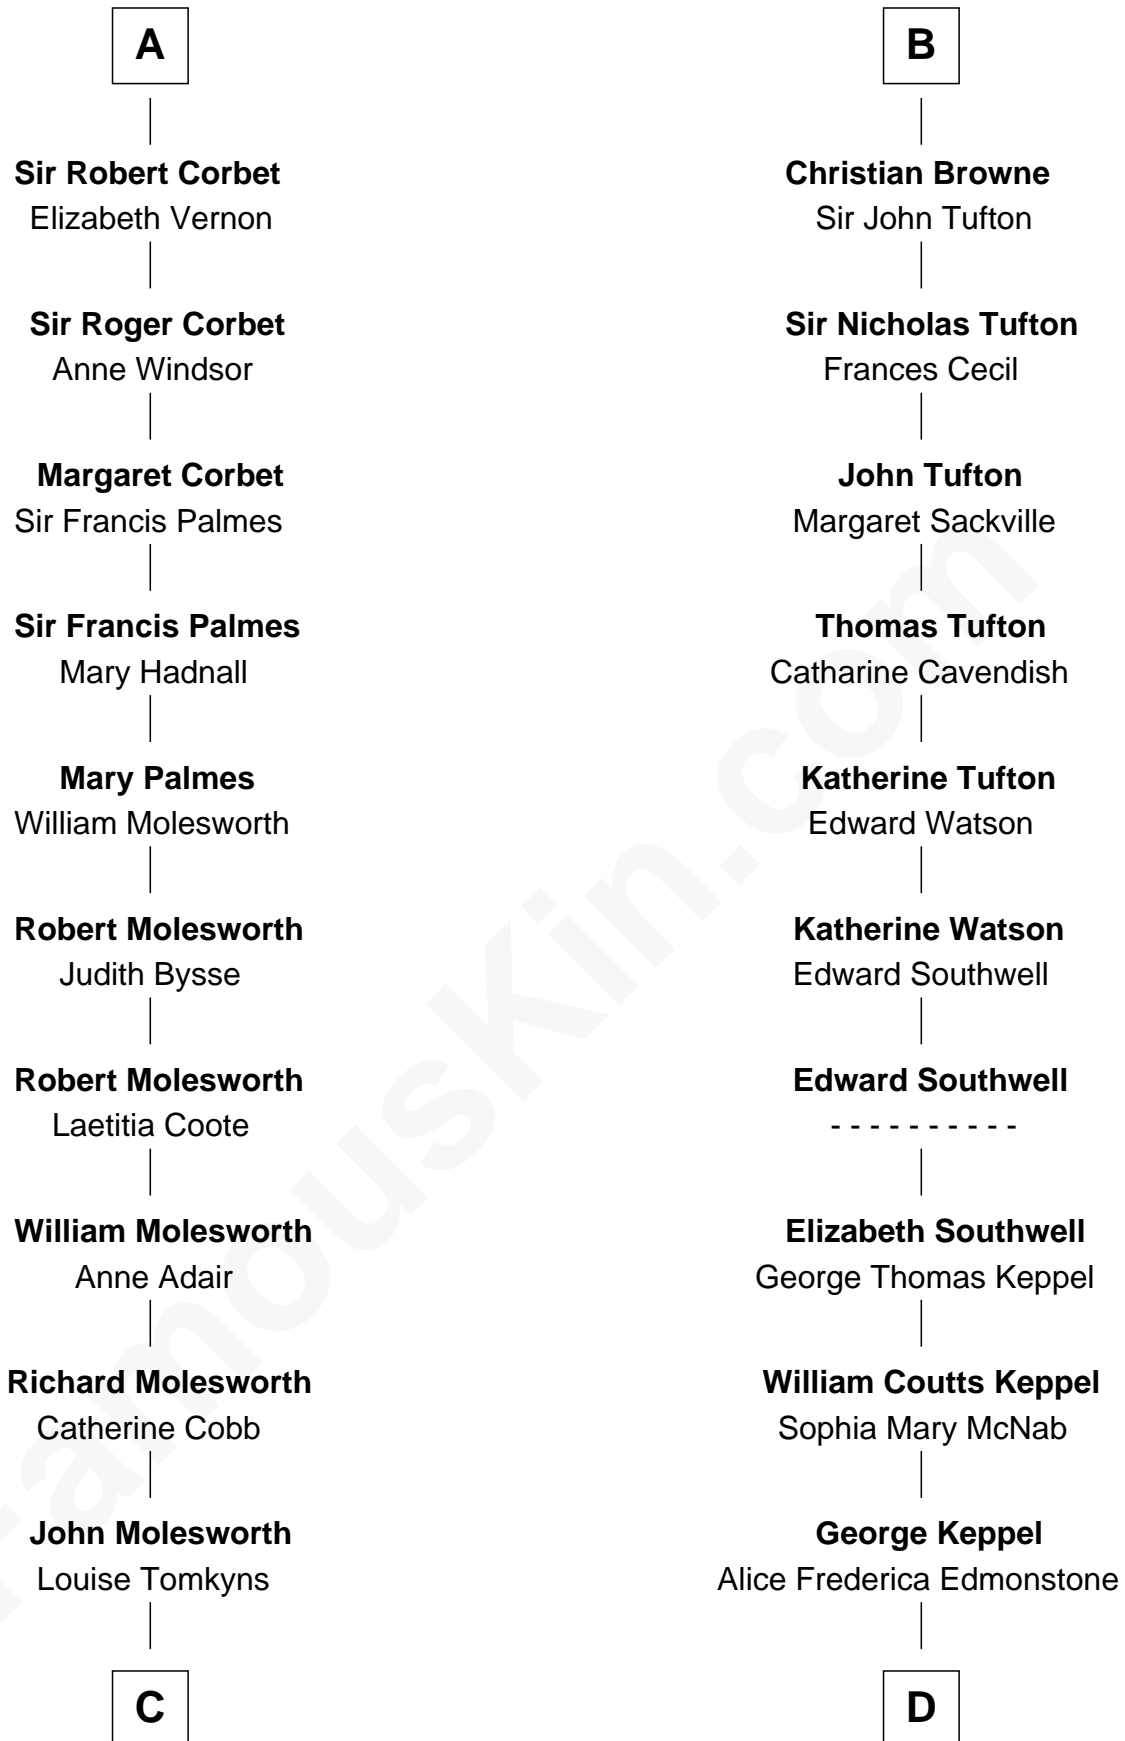 A
Sir Robert Corbet
Elizabeth Vernon
Sir Roger Corbet
Anne Windsor
Margaret Corbet
Sir Francis Palmes
Sir Francis Palmes
Mary Hadnall
Mary Palmes
William Molesworth
Robert Molesworth
Judith Bysse
Robert Molesworth
Laetitia Coote
William Molesworth
Anne Adair
Richard Molesworth
Catherine Cobb
John Molesworth
Louise Tomkyns
C
B
Christian Browne
Sir John Tufton
Sir Nicholas Tufton
Frances Cecil
John Tufton
Margaret Sackville
Thomas Tufton
Catharine Cavendish
Katherine Tufton
Edward Watson
Katherine Watson
Edward Southwell
Edward Southwell
- - - - - - - - - -
Elizabeth Southwell
George Thomas Keppel
William Coutts Keppel
Sophia Mary McNab
George Keppel
Alice Frederica Edmonstone
D
FamousKin.com